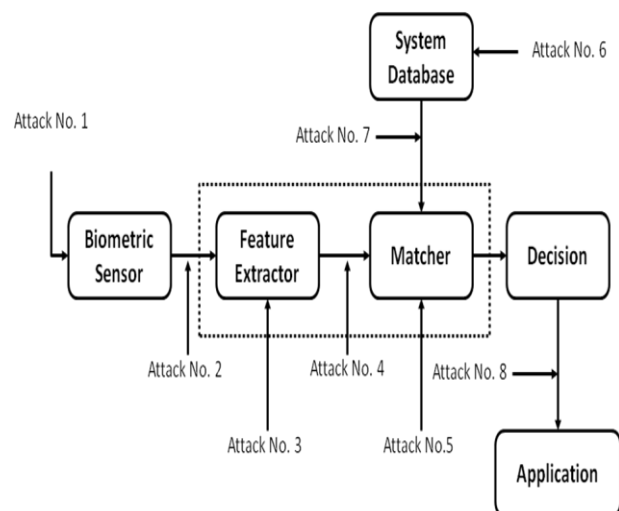 System
Database
Attack No. 6
Attack No. 1
Attack No. 7
Biometric
Sensor
Feature
Extractor
Matcher
Decision
Attack No. 2
Attack No. 4
Attack No. 8
Attack No. 3
Attack No.5
Application